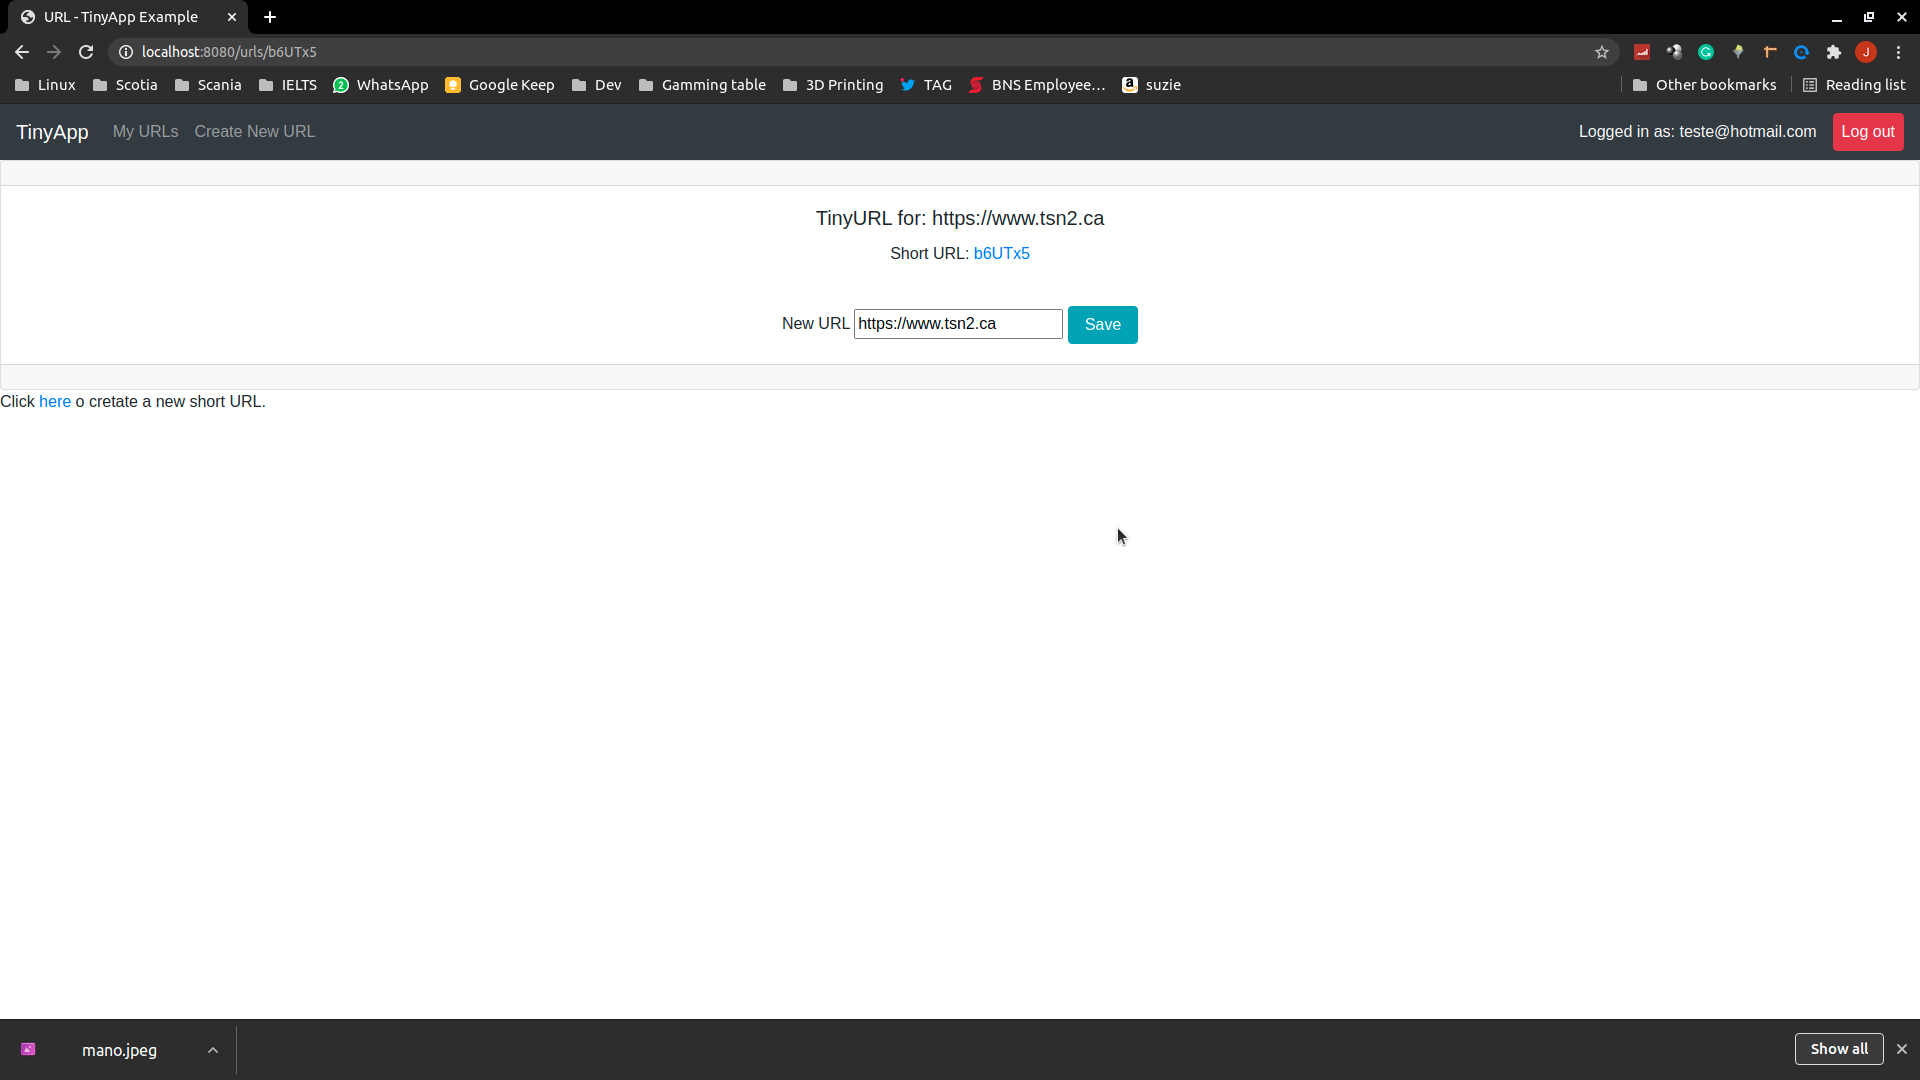 URL - TinyApp Example
localhost:8080/urls/b6UTx5
J
Linux Scotia Scania IELTS 2 WhatsApp Google Keep Dev Gamming table 3D Printing TAG BNS Employee… a suzie Other bookmarks Reading list
TinyApp My URLs Create New URL Logged in as: teste@hotmail.com Log out
TinyURL for: https://www.tsn2.ca
Short URL: b6UTx5
New URL https://www.tsn2.ca Save
Click here o cretate a new short URL.
mano.jpeg Show all